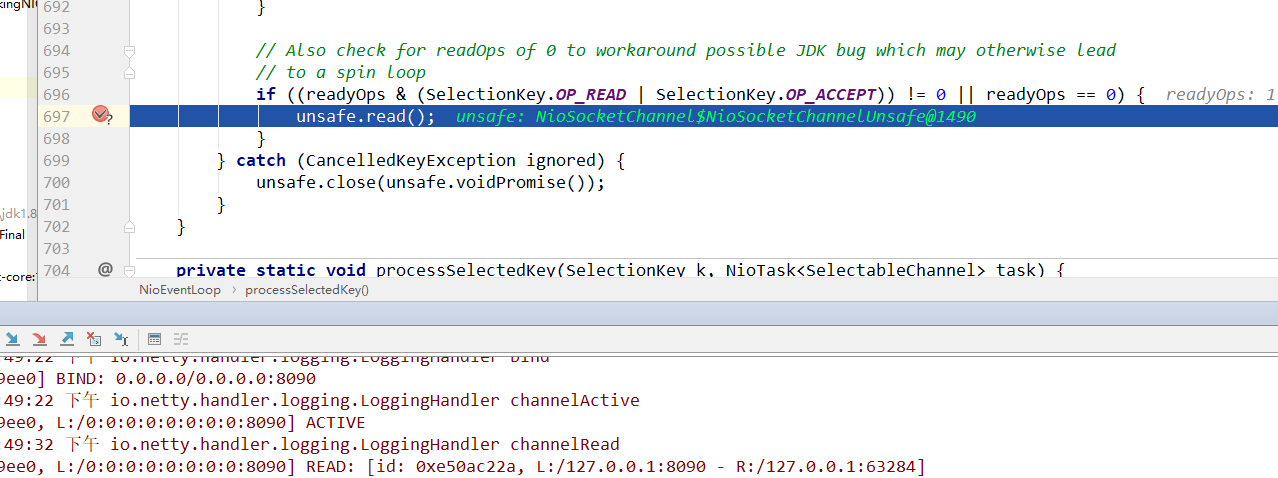 kingNIO
692 }
693
694 // Also check for readOps of 0 to workaround possible JDK bug which may otherwise lead
695 // to a spin loop
696 if ((readyOps & (SelectionKey.OP_READ | SelectionKey.OP_ACCEPT)) != 0 || readyOps == 0) { readyOps: 1
697 unsafe.read(); unsafe: NioSocketChannel$NioSocketChannelUnsafe@1490
698 }
699 } catch (CancelledKeyException ignored) {
700 unsafe.close(unsafe.voidPromise());
701 }
\jdk1.8
702 }
Final
703
t-core:
704 @ private static void processSelectedKey(SelectionKey k, NioTask<SelectableChannel> task) {
NioEventLoop › processSelectedKey()
:49:22 下午 io.netty.handler.logging.LoggingHandler bind
9ee0] BIND: 0.0.0.0/0.0.0.0:8090
:49:22 下午 io.netty.handler.logging.LoggingHandler channelActive
9ee0, L:/0:0:0:0:0:0:0:0:8090] ACTIVE
:49:32 下午 io.netty.handler.logging.LoggingHandler channelRead
9ee0, L:/0:0:0:0:0:0:0:0:8090] READ: [id: 0xe50ac22a, L:/127.0.0.1:8090 - R:/127.0.0.1:63284]